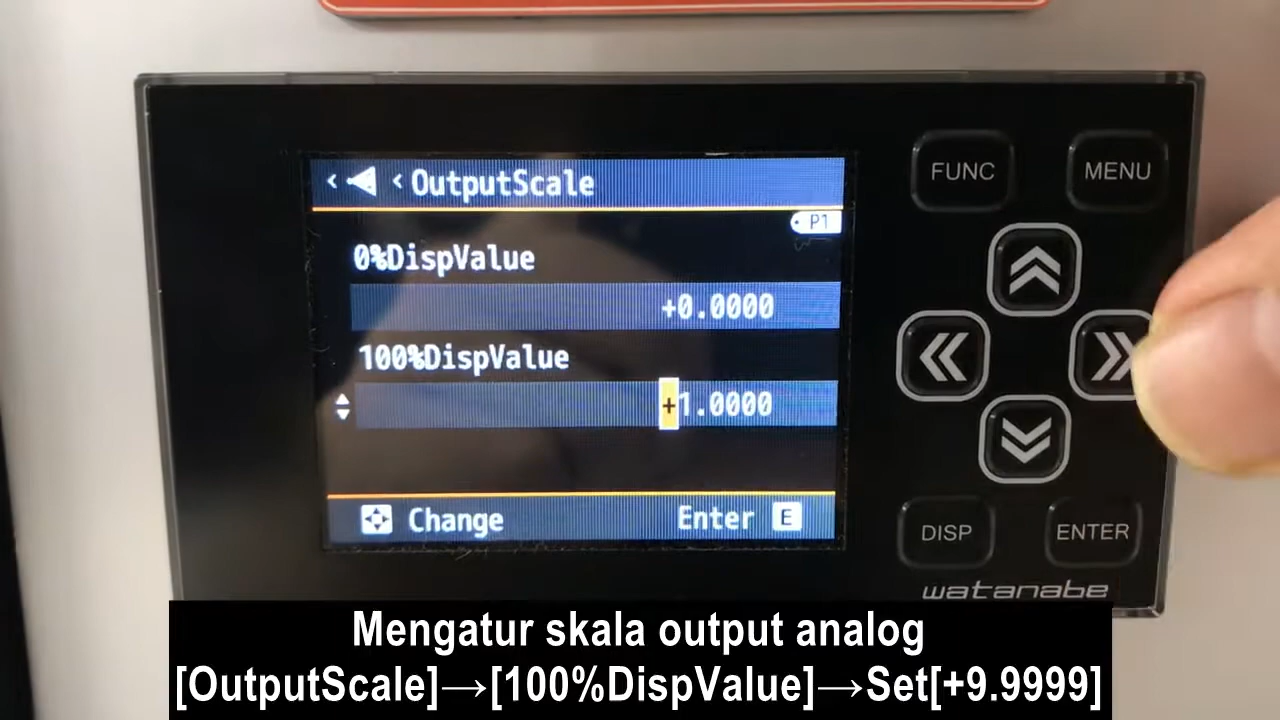 < < OutputScale
P1
0%DispValue
+0.0000
100%DispValue
+1.0000
Change Enter E
FUNC MENU
DISP ENTER
watanabe
Mengatur skala output analog
[OutputScale]→[100%DispValue]→Set[+9.9999]